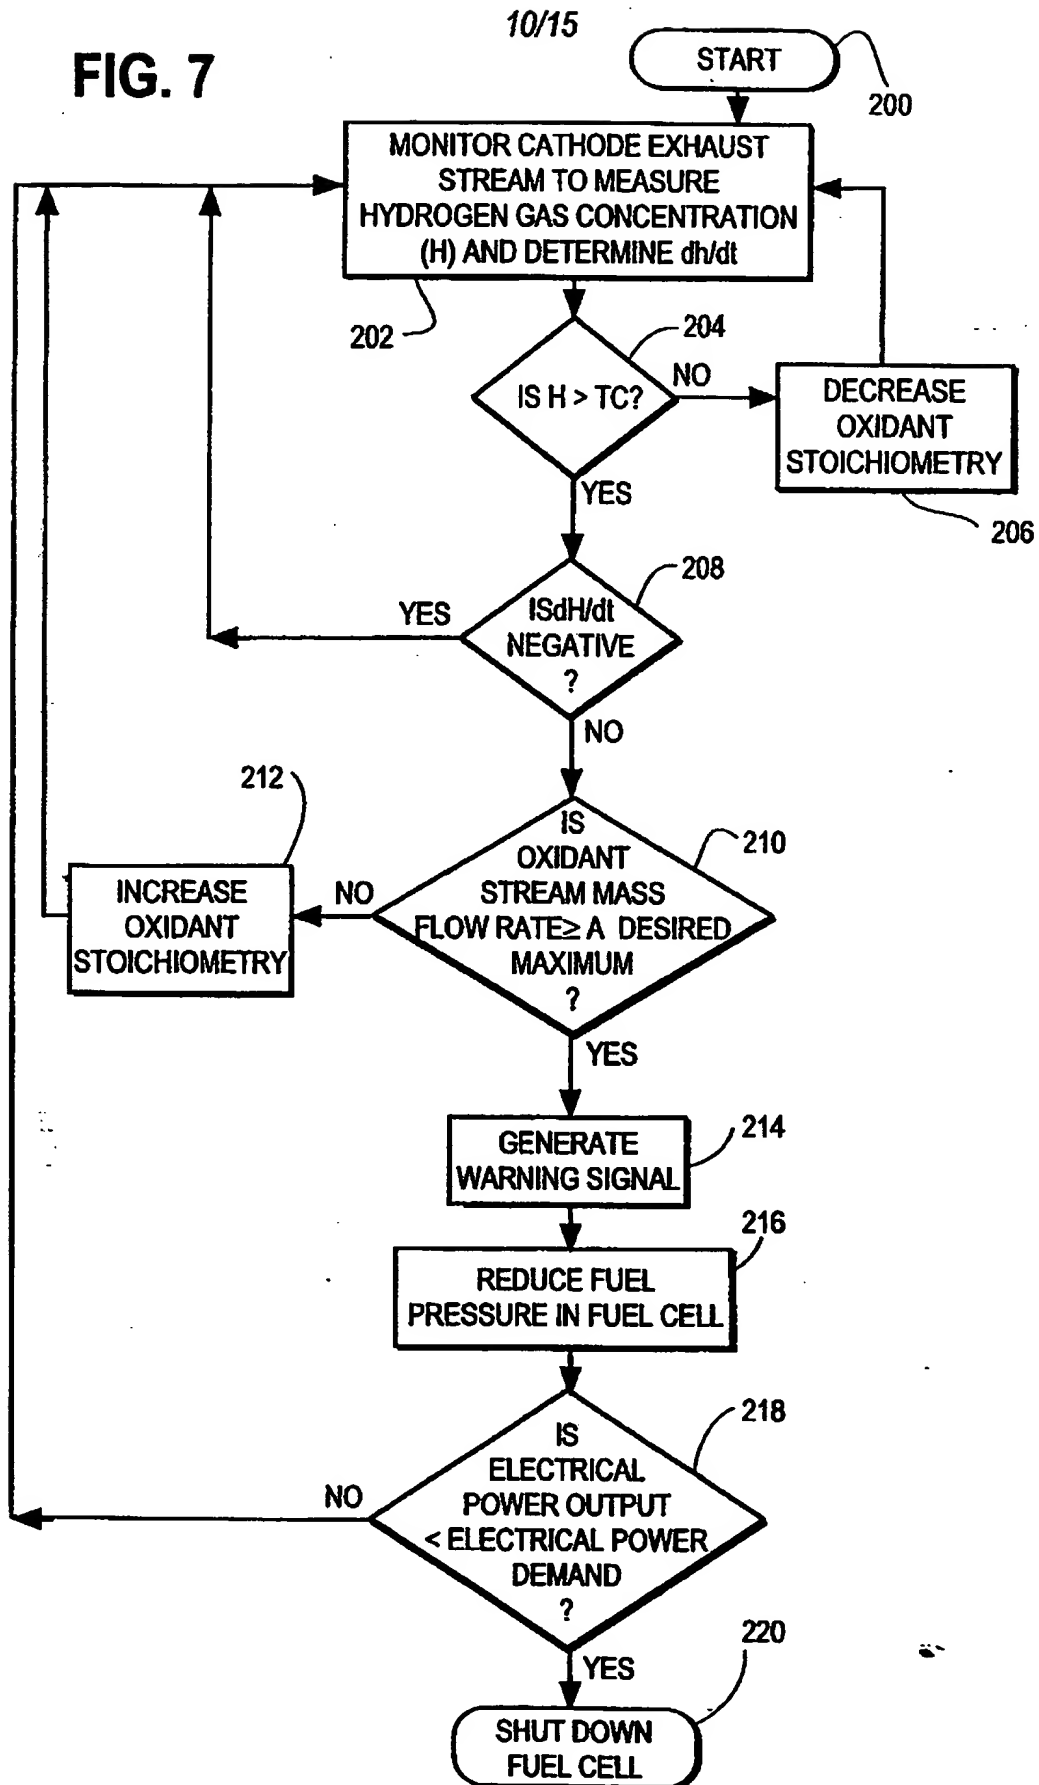 10/15
FIG. 7
START
200
MONITOR CATHODE EXHAUST
STREAM TO MEASURE
HYDROGEN GAS CONCENTRATION
(H) AND DETERMINE dh/dt
202
204
IS H > TC?
NO
DECREASE
OXIDANT
STOICHIOMETRY
206
YES
208
ISdH/dt
NEGATIVE
?
YES
NO
212
210
IS
OXIDANT
STREAM MASS
FLOW RATE≥ A DESIRED
MAXIMUM
?
NO
INCREASE
OXIDANT
STOICHIOMETRY
YES
214
GENERATE
WARNING SIGNAL
216
REDUCE FUEL
PRESSURE IN FUEL CELL
218
IS
ELECTRICAL
POWER OUTPUT
< ELECTRICAL POWER
DEMAND
?
NO
YES
220
SHUT DOWN
FUEL CELL